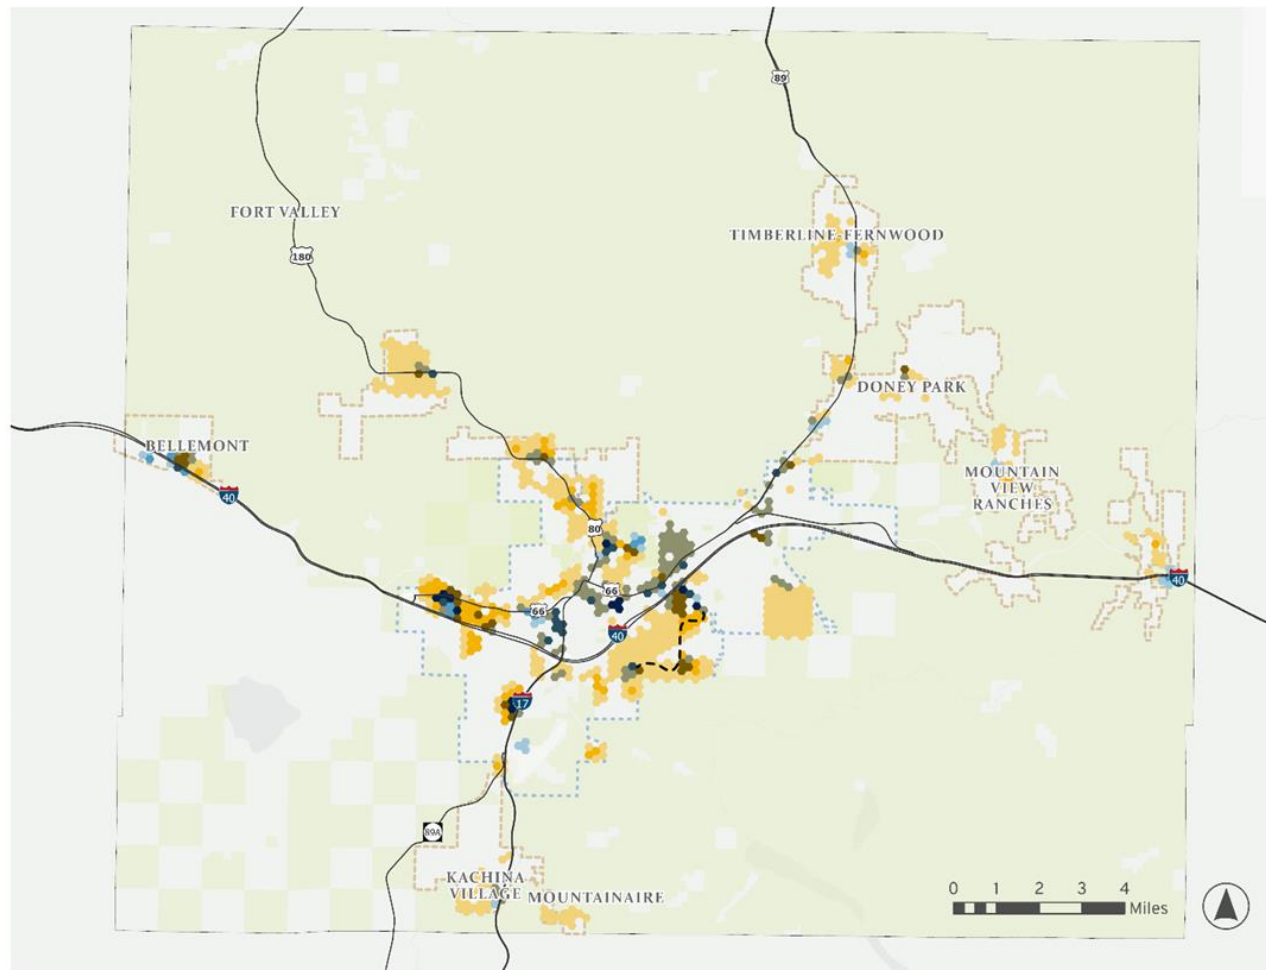 89
FORT VALLEY
TIMBERLINE-FERNWOOD
180
DONEY PARK
BELLEMONT
MOUNTAIN
VIEW
RANCHES
40
80
40
66
66
40
17
89A
KACHINA
VILLAGE
MOUNTAINAIRE
0 1 2 3 4
Miles